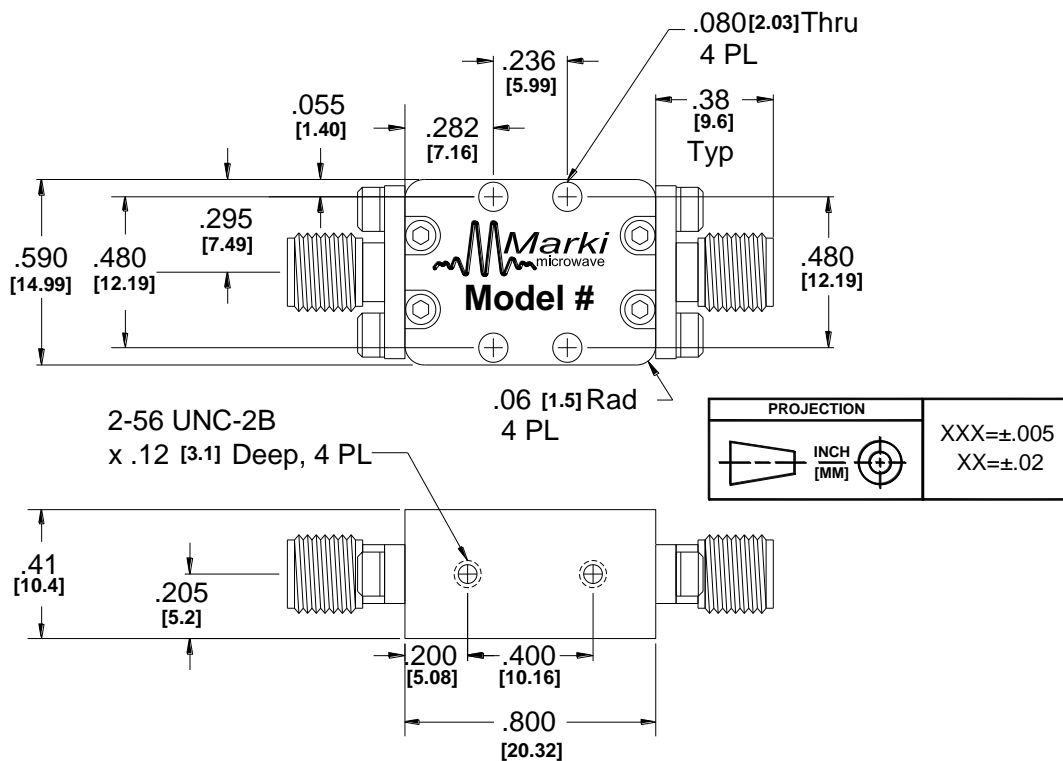 .080[2.03]Thru
4 PL
.236
[5.99]
.38
[9.6]
Typ
.055
[1.40]
.282
[7.16]
.295
[7.49]
.590
[14.99]
.480
[12.19]
.480
[12.19]
Marki
microwave
Model #
.06 [1.5] Rad
4 PL
2-56 UNC-2B
x .12 [3.1] Deep, 4 PL
PROJECTION
INCH
[MM]
XXX=±.005
XX=±.02
.41
[10.4]
.205
[5.2]
.200
[5.08]
.400
[10.16]
.800
[20.32]